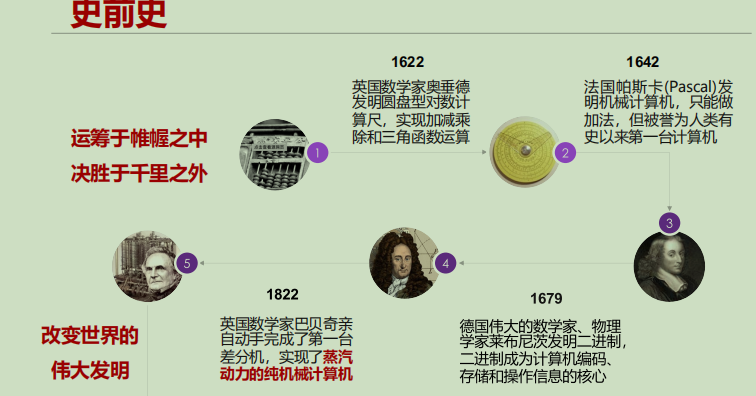 史前史
1622
英国数学家奥垂德
发明圆盘型对数计
算尺，实现加减乘
除和三角函数运算
1642
法国帕斯卡(Pascal)发
明机械计算机，只能做
加法，但被誉为人类有
史以来第一台计算机
运筹于帷幄之中
决胜于千里之外
1
2
3
4
5
1679
德国伟大的数学家、物理
学家莱布尼茨发明二进制，
二进制成为计算机编码、
存储和操作信息的核心
1822
英国数学家巴贝奇亲
自动手完成了第一台
差分机，实现了蒸汽
动力的纯机械计算机
改变世界的
伟大发明